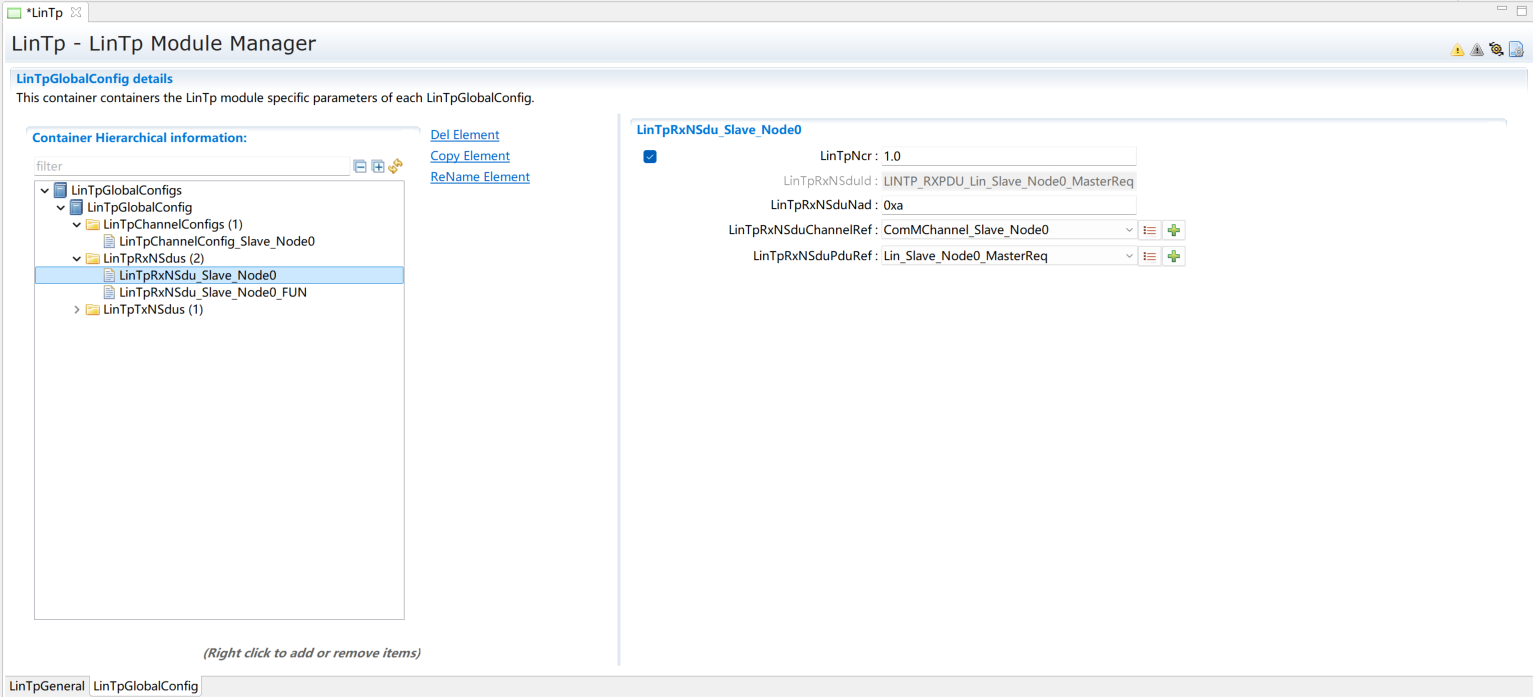 *LinTp
LinTp - LinTp Module Manager
LinTpGlobalConfig details
This container containers the LinTp module specific parameters of each LinTpGlobalConfig.
Container Hierarchical information:
filter
LinTpGlobalConfigs
LinTpGlobalConfig
LinTpChannelConfigs (1)
LinTpChannelConfig_Slave_Node0
LinTpRxNSdus (2)
LinTpRxNSdu_Slave_Node0
LinTpRxNSdu_Slave_Node0_FUN
LinTpTxNSdus (1)
(Right click to add or remove items)
Del Element
Copy Element
ReName Element
LinTpRxNSdu_Slave_Node0
LinTpNcr : 1.0
LinTpRxNSduId : LINTP_RXPDU_Lin_Slave_Node0_MasterReq
LinTpRxNSduNad : 0xa
LinTpRxNSduChannelRef : ComMChannel_Slave_Node0
LinTpRxNSduPduRef : Lin_Slave_Node0_MasterReq
LinTpGeneral LinTpGlobalConfig